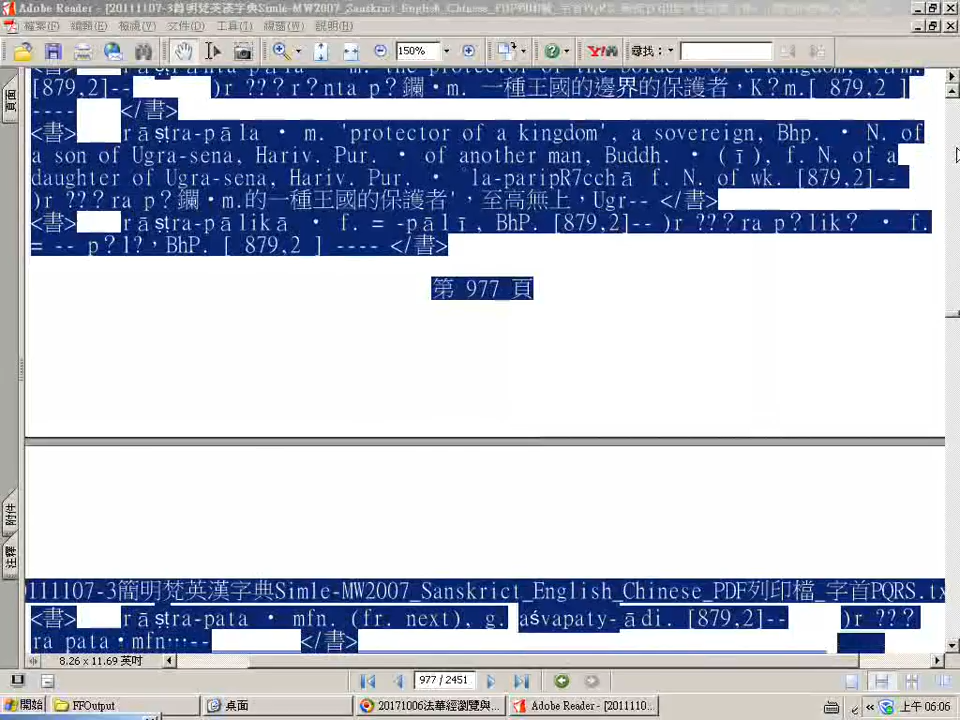 Adobe Reader - [20111107-3簡明梵英漢字典Simle-MW2007_Sanskrict_English_Chinese_PDF列印檔_字首PQRS
檔案(F) 編輯(E) 檢視(V) 文件(D) 工具(T) 視窗(W) 說明(H)
150% 尋找：
[879,2]-- )r ???r?nta p?鑭‧m. 一種王國的邊界的保護者，K?m.[ 879,2 ]
---- </書>
<書> rāṣṭra-pāla ‧ m. 'protector of a kingdom', a sovereign, Bhp. ‧ N. of
a son of Ugra-sena, Hariv. Pur. ‧ of another man, Buddh. ‧ (ī), f. N. of a
daughter of Ugra-sena, Hariv. Pur. ‧ °la-paripR7cchā f. N. of wk. [879,2]--
)r ???ra p?鑭‧m.的一種王國的保護者'，至高無上，Ugr-- </書>
<書> rāṣṭra-pālikā ‧ f. = -pālī, BhP. [879,2]-- )r ???ra p?lik? ‧ f.
= -- p?l?，BhP. [ 879,2 ] ---- </書>
第 977 頁
111107-3簡明梵英漢字典Simle-MW2007_Sanskrict_English_Chinese_PDF列印檔_字首PQRS.tx
<書> rāṣṭra-pata ‧ mfn. (fr. next), g. aśvapaty-ādi. [879,2]-- )r ???
ra pata‧mfn…-- </書>
頁面
附件
注釋
8.26 x 11.69 英吋
977 / 2451
開始 FFOutput 桌面 20171006法華經瀏覽與... Adobe Reader - [2011110... 上午 06:06